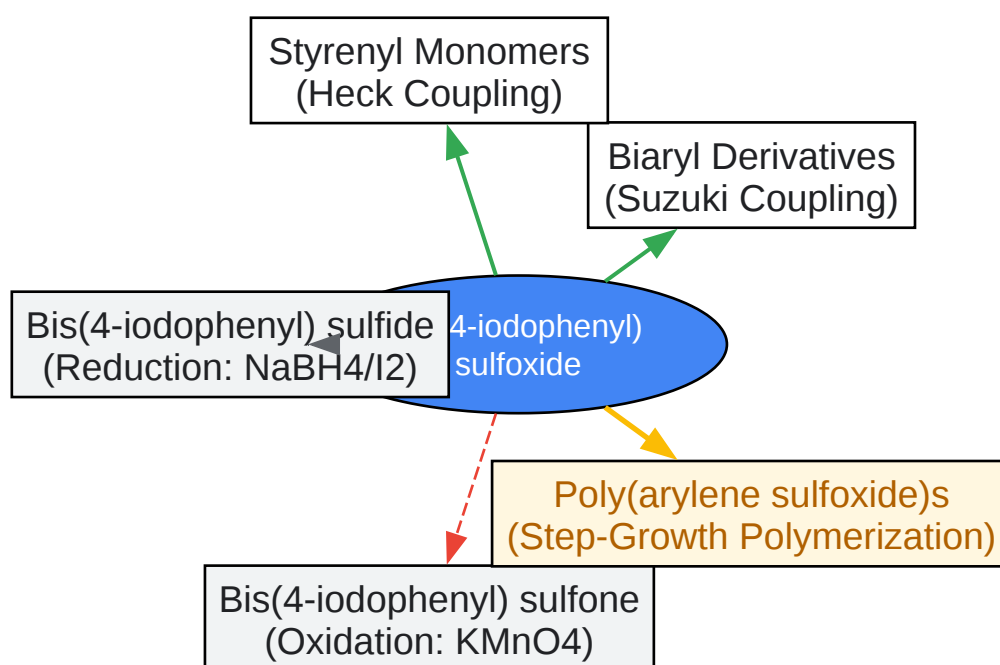 Styrenyl Monomers
(Heck Coupling)
Biaryl Derivatives
(Suzuki Coupling)
Bis(4-iodophenyl) sulfide
(Reduction: NaBH4/I2)
4-iodophenyl)
sulfoxide
Poly(arylene sulfoxide)s
(Step-Growth Polymerization)
Bis(4-iodophenyl) sulfone
(Oxidation: KMnO4)